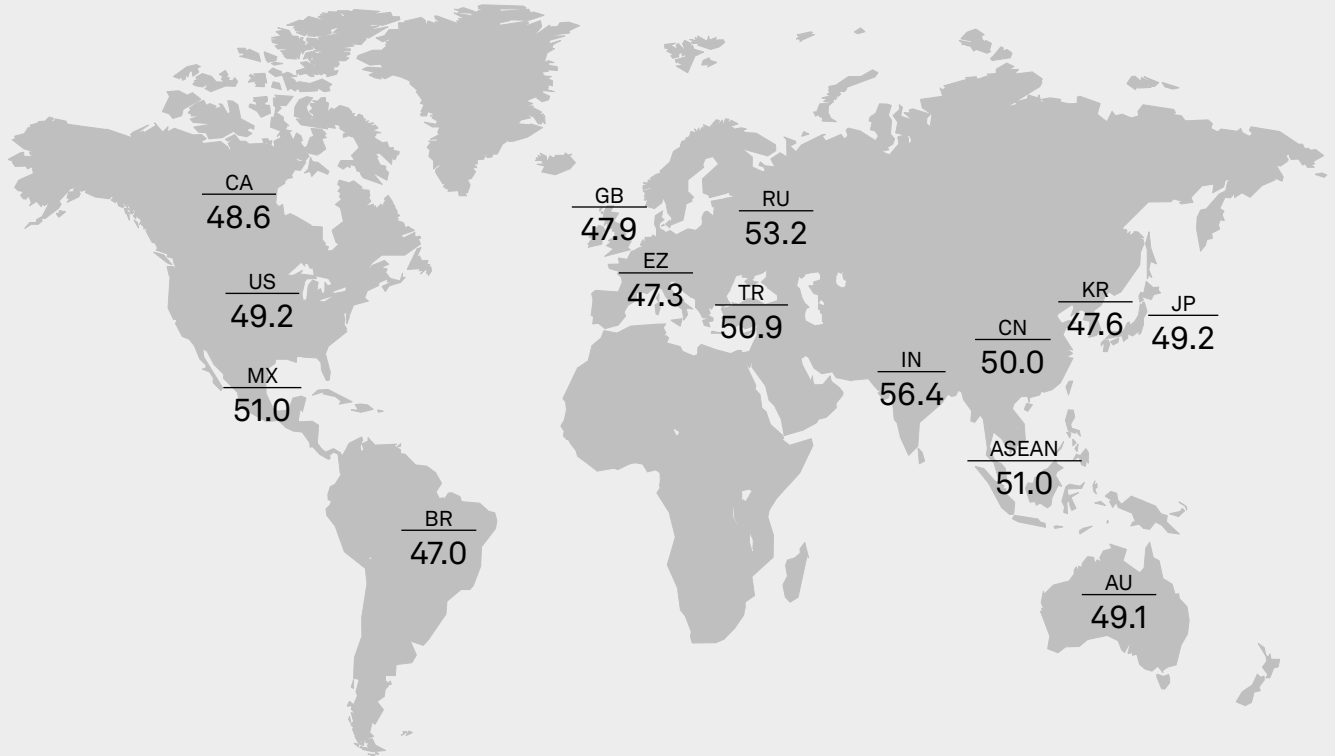 CA
48.6
GB
47.9
RU
53.2
EZ
47.3
US
49.2
TR
50.9
KR
47.6
JP
49.2
CN
50.0
IN
56.4
MX
51.0
ASEAN
51.0
BR
47.0
AU
49.1